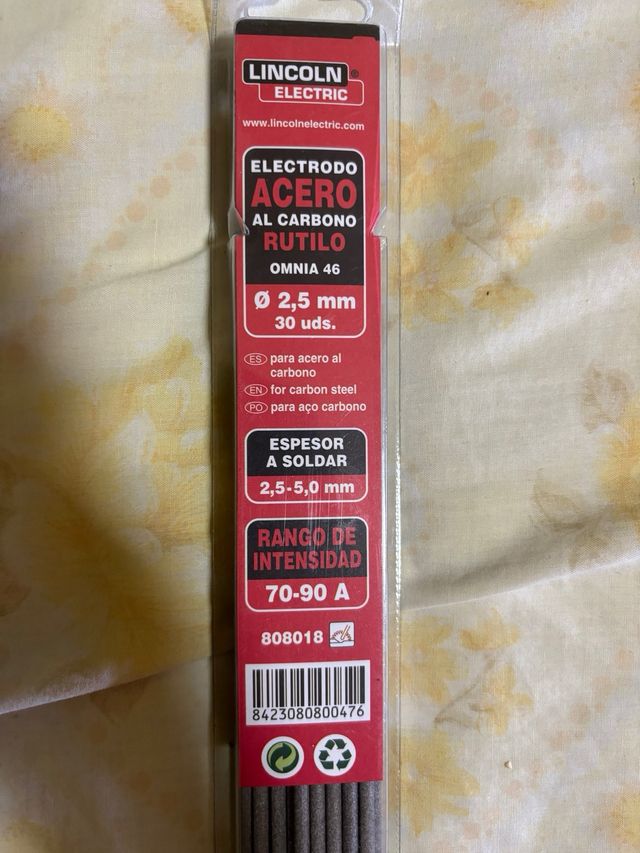 LINCOLN ®
ELECTRIC
www.lincolnelectric.com
ELECTRODO
ACERO
AL CARBONO
RUTILO
OMNIA 46
Ø 2,5 mm
30 uds.
ES para acero al
carbono
EN for carbon steel
PO para aço carbono
ESPESOR
A SOLDAR
2,5-5,0 mm
RANGO DE
INTENSIDAD
70-90 A
808018
8423080800476